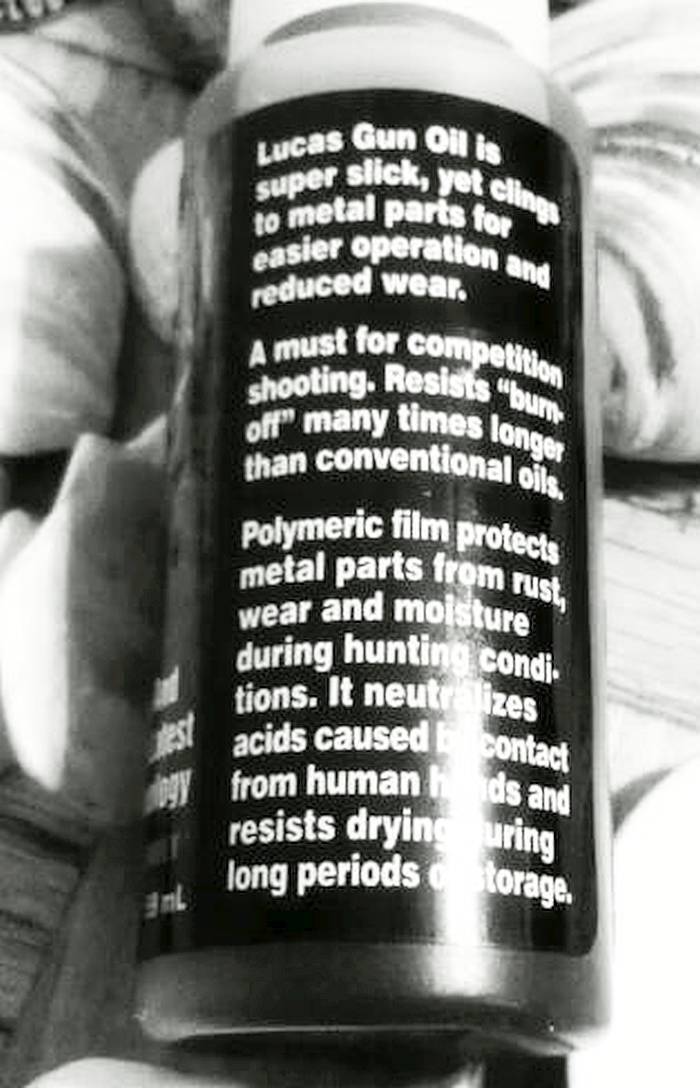 Lucas Gun Oil is
super slick, yet clings
to metal parts for
easier operation and
reduced wear.
A must for competition
shooting. Resists "burn-
off" many times longer
than conventional oils.
Polymeric film protects
metal parts from rust,
wear and moisture
during hunting condi-
tions. It neutralizes
acids caused by contact
from human hands and
resists drying during
long periods of storage.
mL